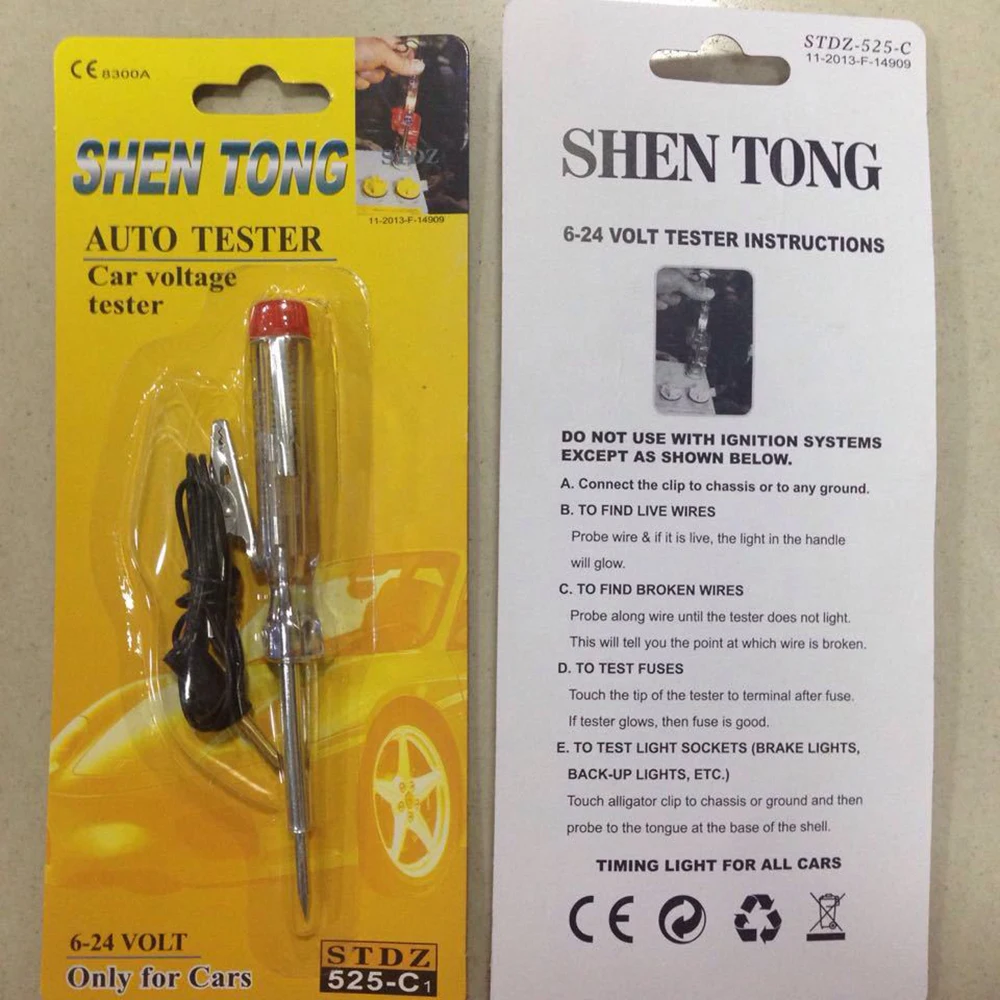 CE 8300A
SHEN TONG
STDZ
11-2013-F-14909
AUTO TESTER
Car voltage
tester
6-24 VOLT
Only for Cars
STDZ
525-C1
STDZ-525-C
11-2013-F-14909
SHEN TONG
6-24 VOLT TESTER INSTRUCTIONS
DO NOT USE WITH IGNITION SYSTEMS
EXCEPT AS SHOWN BELOW.
A. Connect the clip to chassis or to any ground.
B. TO FIND LIVE WIRES
Probe wire & if it is live, the light in the handle
will glow.
C. TO FIND BROKEN WIRES
Probe along wire until the tester does not light.
This will tell you the point at which wire is broken.
D. TO TEST FUSES
Touch the tip of the tester to terminal after fuse.
If tester glows, then fuse is good.
E. TO TEST LIGHT SOCKETS (BRAKE LIGHTS,
BACK-UP LIGHTS, ETC.)
Touch alligator clip to chassis or ground and then
probe to the tongue at the base of the shell.
TIMING LIGHT FOR ALL CARS
CE